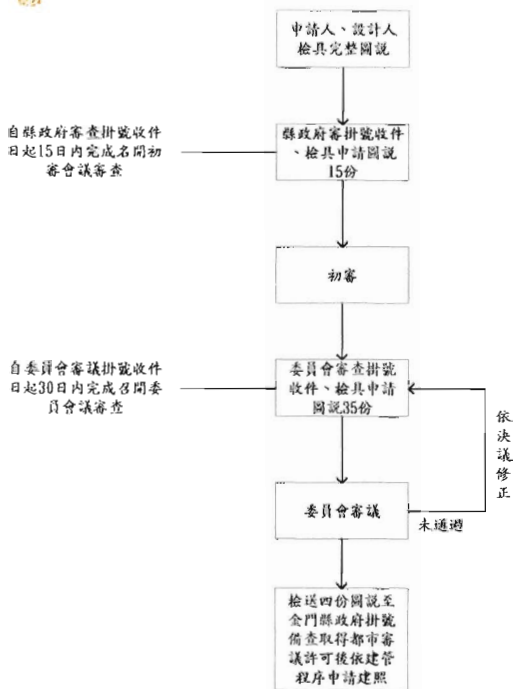 申請人、設計人
檢具完整圖説
自縣政府審查掛號收件
日起15日內完成名開初
審會議審查
縣政府審掛號收件
、檢具申請圖説
15份
初審
自委員會審議掛號收件
日起30日內完成召開委
員會議審查
委員會審查掛號
收件、檢具申請
圖説35份
依
決
議
修
正
委員會審議
未通過
檢送四份圖説至
金門縣政府掛號
備查取得都市審
議許可後依建管
程序申請建照